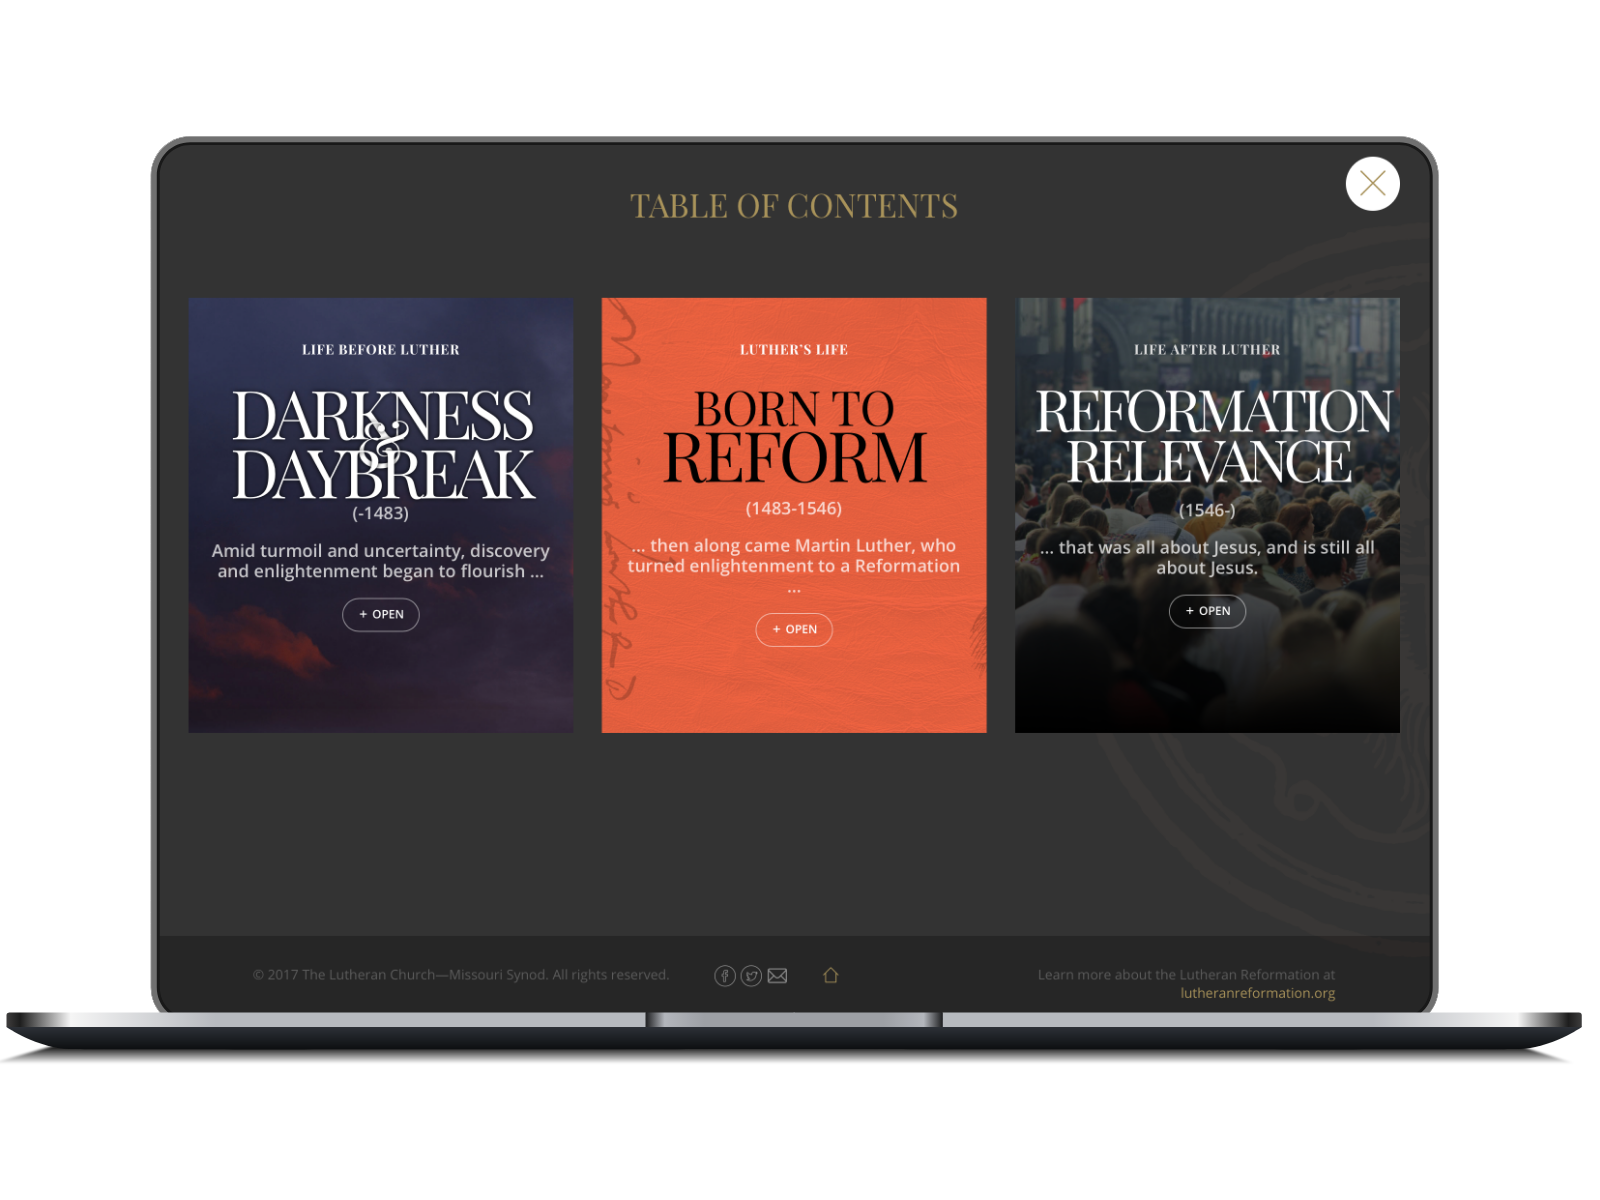 TABLE OF CONTENTS
LIFE BEFORE LUTHER
DARKNESS
&
DAYBREAK
(-1483)
Amid turmoil and uncertainty, discovery
and enlightenment began to flourish ...
+ OPEN
LUTHER'S LIFE
BORN TO
REFORM
(1483-1546)
... then along came Martin Luther, who
turned enlightenment to a Reformation
...
+ OPEN
LIFE AFTER LUTHER
REFORMATION
RELEVANCE
(1546-)
... that was all about Jesus, and is still all
about Jesus.
+ OPEN
© 2017 The Lutheran Church—Missouri Synod. All rights reserved.
Learn more about the Lutheran Reformation at
lutheranreformation.org